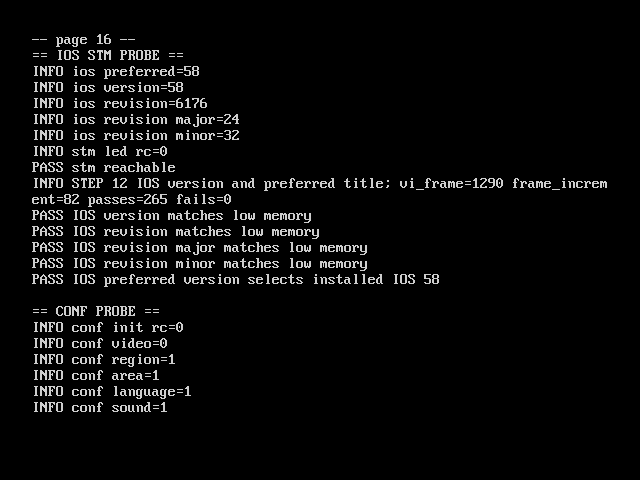 -- page 16 --
== IOS STM PROBE ==
INFO ios preferred=58
INFO ios version=58
INFO ios revision=6176
INFO ios revision major=24
INFO ios revision minor=32
INFO stm led rc=0
PASS stm reachable
INFO STEP 12 IOS version and preferred title; vi_frame=1290 frame_increm
ent=82 passes=265 fails=0
PASS IOS version matches low memory
PASS IOS revision matches low memory
PASS IOS revision major matches low memory
PASS IOS revision minor matches low memory
PASS IOS preferred version selects installed IOS 58
== CONF PROBE ==
INFO conf init rc=0
INFO conf video=0
INFO conf region=1
INFO conf area=1
INFO conf language=1
INFO conf sound=1